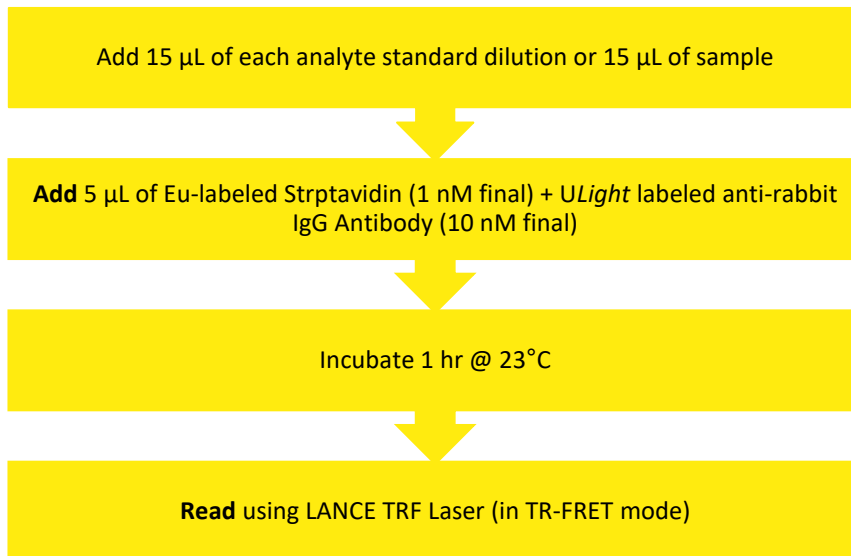 Add 15 µL of each analyte standard dilution or 15 µL of sample
Add 5 µL of Eu-labeled Strptavidin (1 nM final) + ULight labeled anti-rabbit
IgG Antibody (10 nM final)
Incubate 1 hr @ 23°C
Read using LANCE TRF Laser (in TR-FRET mode)